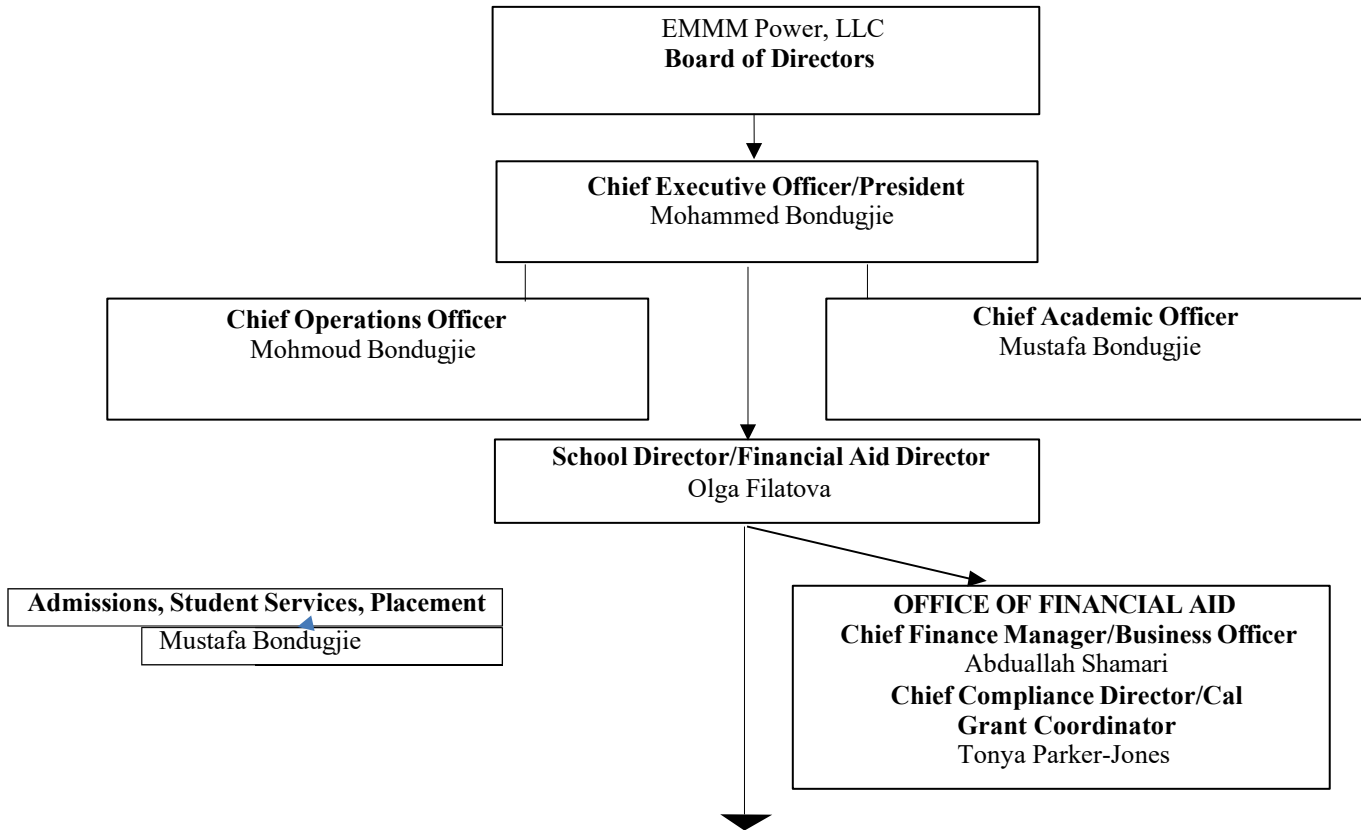 EMMM Power, LLC
Board of Directors
Chief Executive Officer/President
Mohammed Bondugjie
Chief Operations Officer
Mohmoud Bondugjie
Chief Academic Officer
Mustafa Bondugjie
School Director/Financial Aid Director
Olga Filatova
Admissions, Student Services, Placement
Mustafa Bondugjie
OFFICE OF FINANCIAL AID
Chief Finance Manager/Business Officer
Abduallah Shamari
Chief Compliance Director/Cal
Grant Coordinator
Tonya Parker-Jones